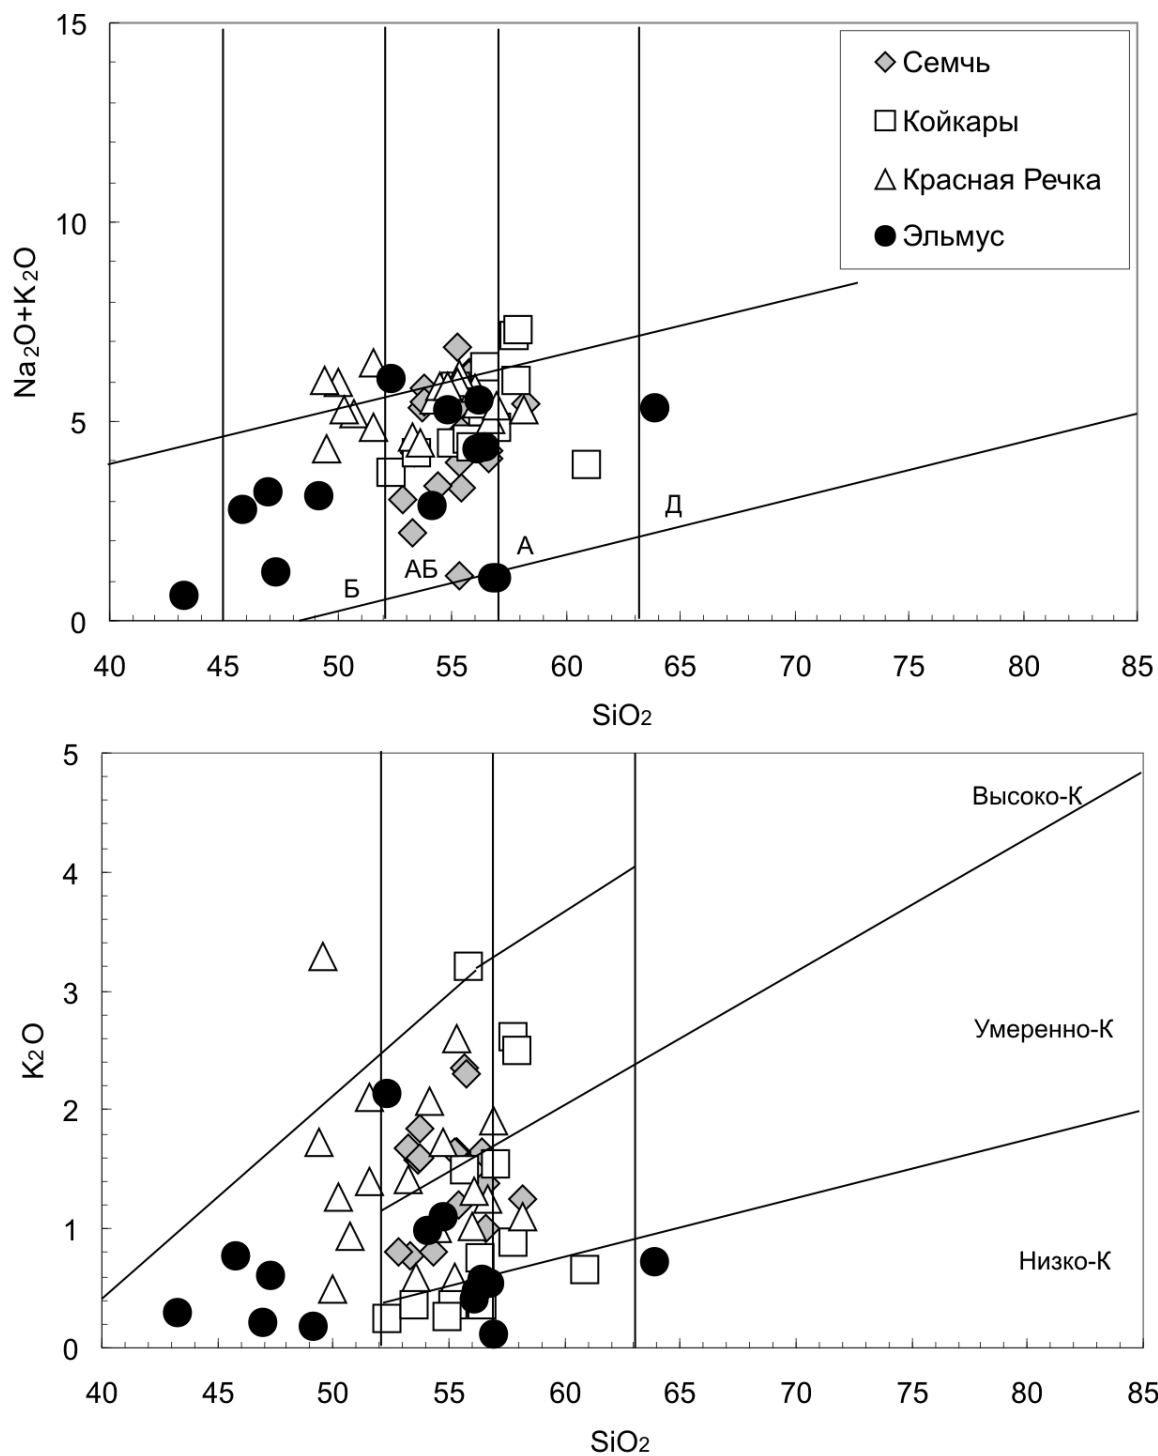 15
Семчь
Койкары
Красная Речка
Эльмус
10
Na2O+K2O
5
Д
А
АБ
Б
0
40 45 50 55 60 65 70 75 80 85
SiO2
5
Высоко-К
4
3
Умеренно-К
K2O
2
1
Низко-К
0
40 45 50 55 60 65 70 75 80 85
SiO2